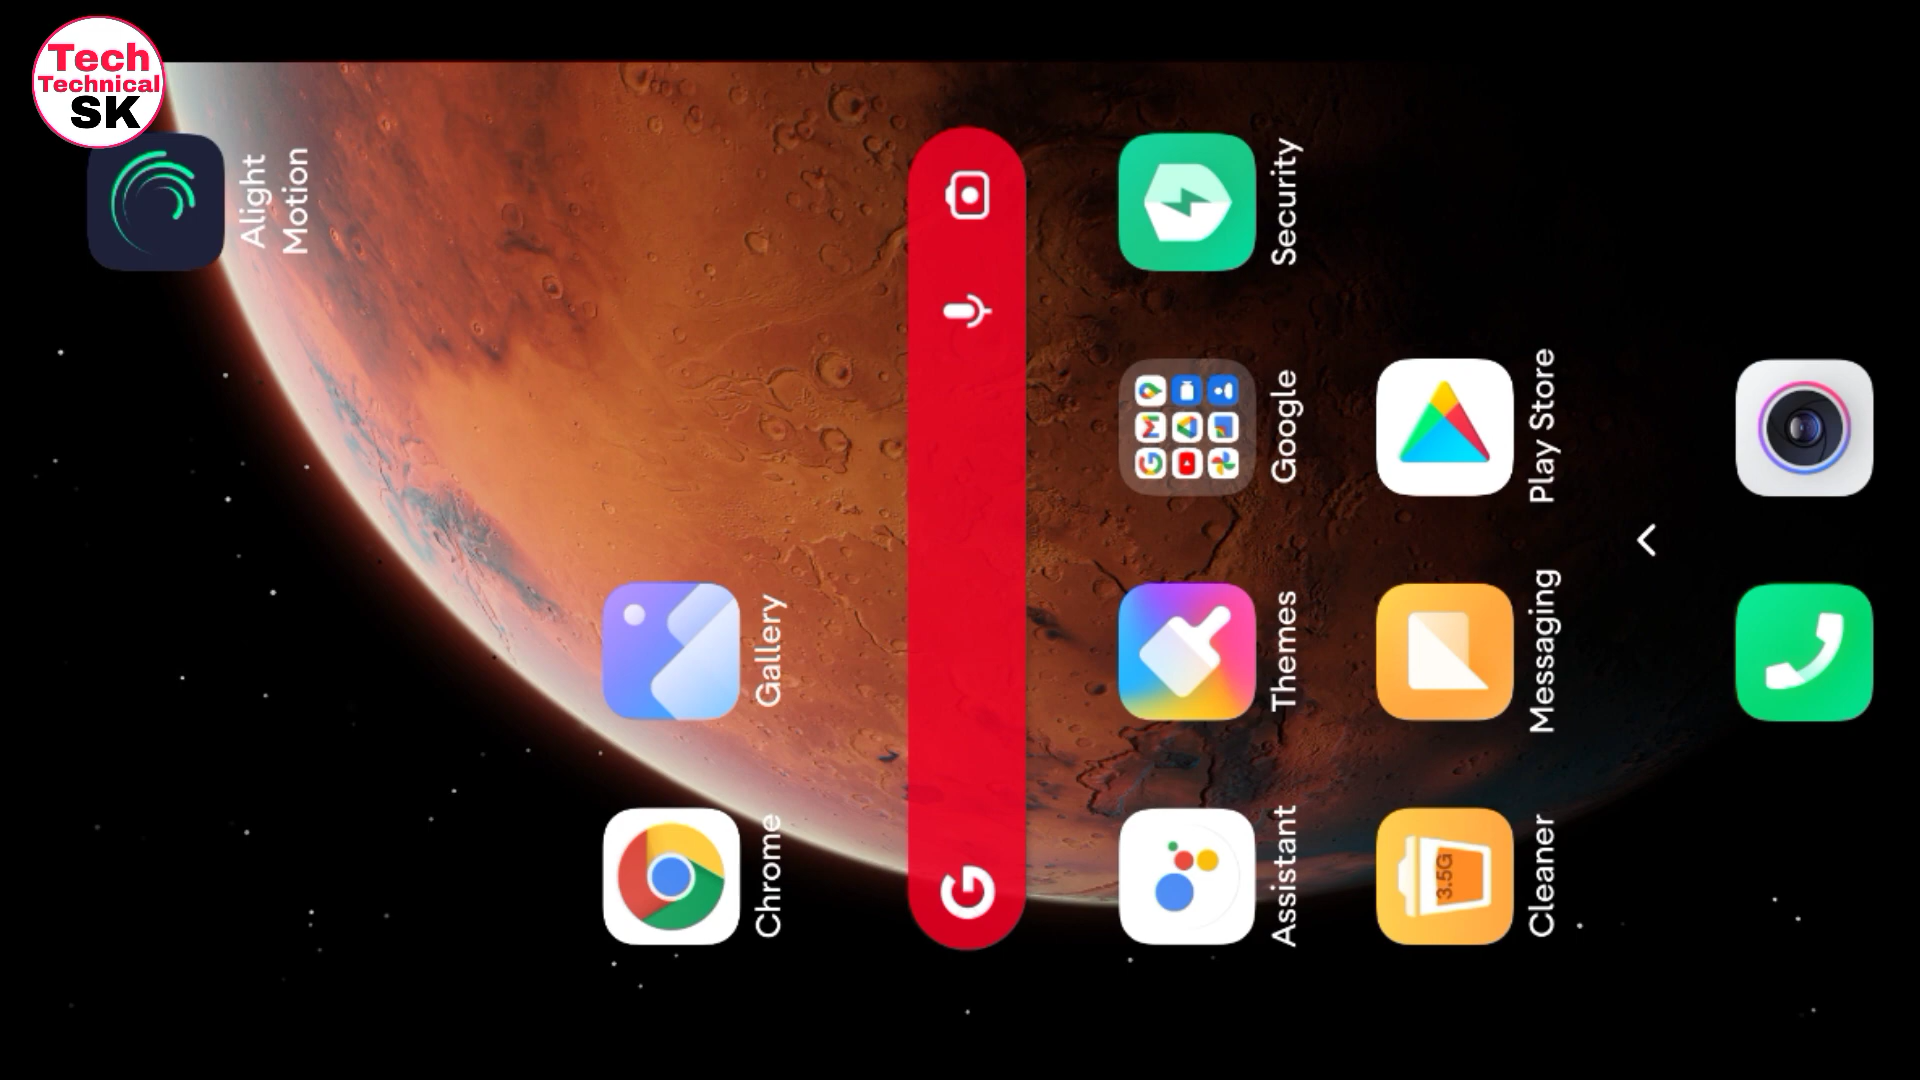 Tech
Technical
SK
Alight
Motion
Chrome
Gallery
Assistant
Themes
Google
Security
3.5G
Cleaner
Messaging
Play Store